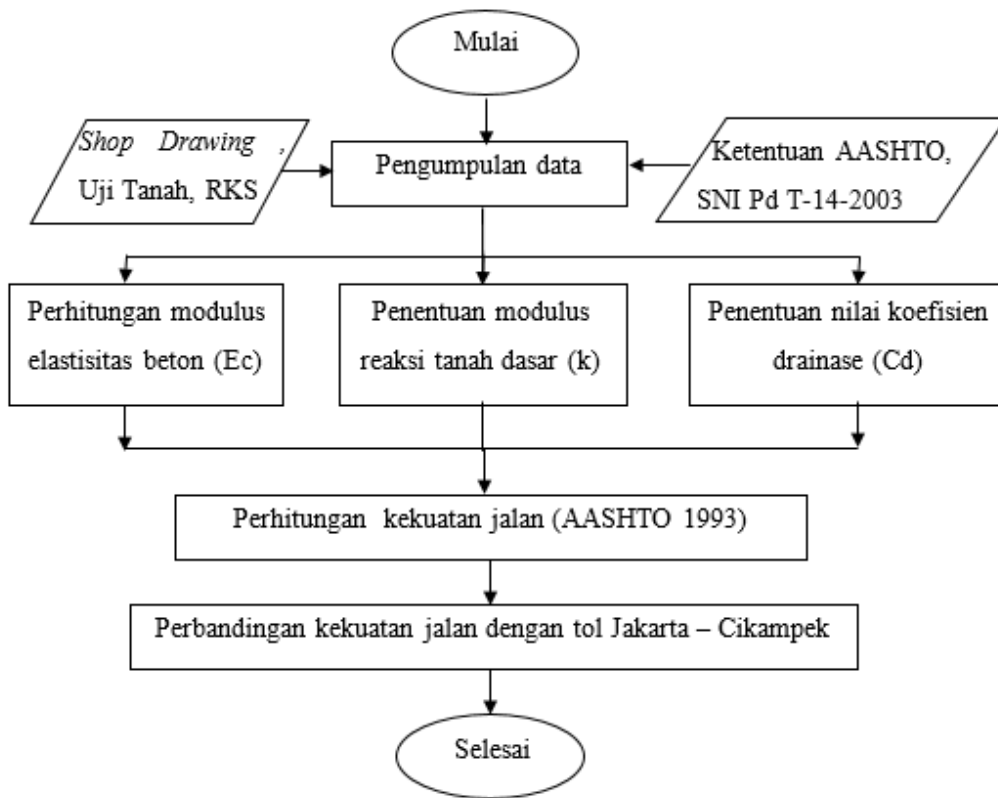 Mulai
Shop Drawing ,
Uji Tanah, RKS
Pengumpulan data
Ketentuan AASHTO,
SNI Pd T-14-2003
Perhitungan modulus
elastisitas beton (Ec)
Penentuan modulus
reaksi tanah dasar (k)
Penentuan nilai koefisien
drainase (Cd)
Perhitungan kekuatan jalan (AASHTO 1993)
Perbandingan kekuatan jalan dengan tol Jakarta – Cikampek
Selesai